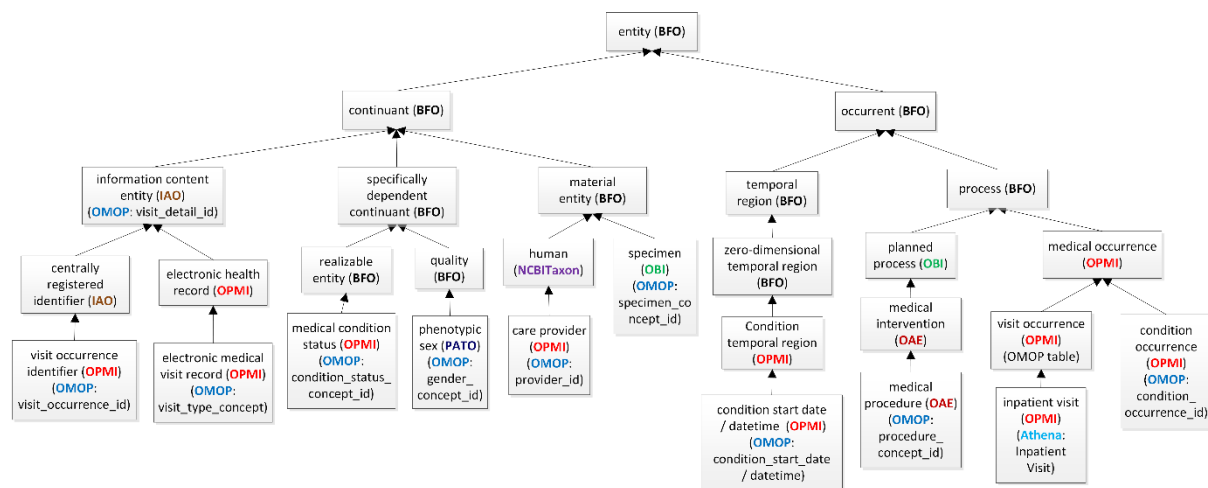 entity (BFO)
continuant (BFO)
occurrent (BFO)
information content
entity (IAO)
(OMOP: visit_detail_id)
specifically
dependent
continuant (BFO)
material
entity (BFO)
temporal
region (BFO)
process (BFO)
centrally
registered
identifier (IAO)
electronic health
record (OPMI)
realizable
entity (BFO)
quality
(BFO}
human
(NCBITaxon)
specimen
(OBI)
(OMOP:
specimen_co
ncept_id)
zero-dimensional
temporal region
(BFO)
planned
process (OBI)
medical occurrence
(OPMI)
visit occurrence
identifier (OPMI)
(OMOP:
visit_occurrence_id)
electronic medical
visit record (OPMI)
(OMOP:
visit_type_concept)
medical condition
status (OPMI)
(OMOP:
condition_status_
concept_id)
phenotypic
sex (PATO)
(OMOP:
gender_
concept_id)
care provider
(OPMI)
(OMOP:
provider_id)
Condition
temporal region
(OPMI)
medical
intervention
(OAE)
visit occurrence
(OPMI)
(OMOP table)
condition
occurrence
(OPMI)
(OMOP:
condition_
occurrence_id)
condition start date
/ datetime (OPMI)
(OMOP:
condition_start_date
/ datetime}
medical
procedure (OAE)
(OMOP:
procedure_
concept_id)
inpatient visit
(OPMI)
(Athena:
Inpatient
Visit)